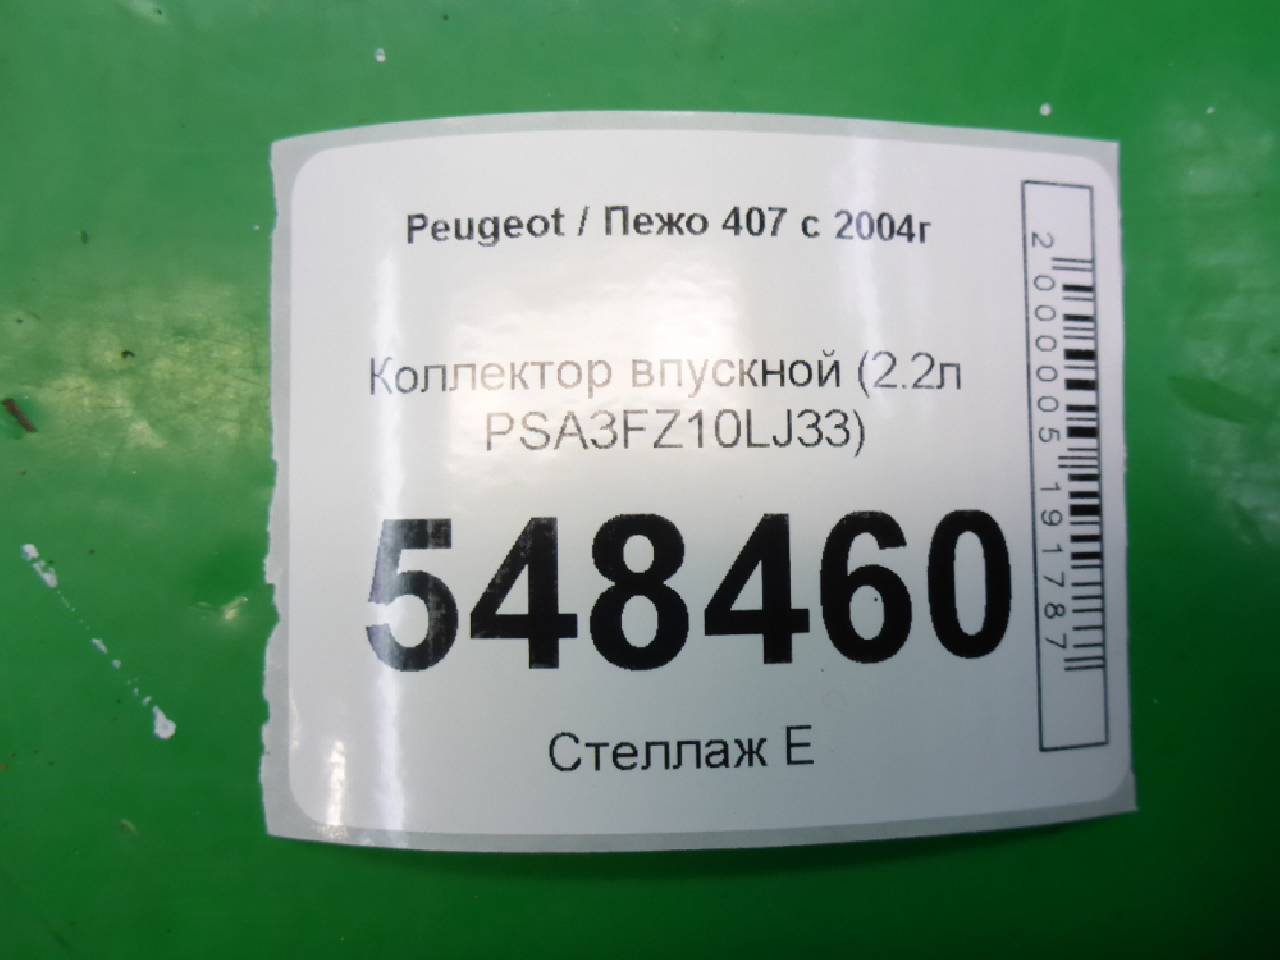 Peugeot / Пежо 407 с 2004г
Коллектор впускной (2.2л
PSA3FZ10LJ33)
548460
Стеллаж E
2000005191787